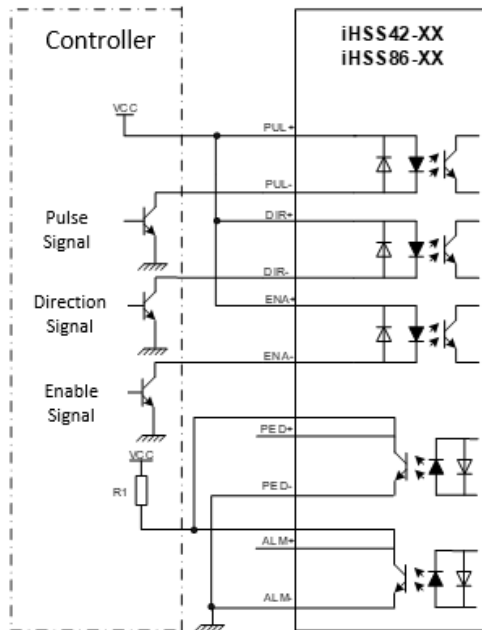 Controller
iHSS42-XX
iHSS86-XX
VCC
PUL+
PUL-
Pulse
Signal
DIR+
DIR-
Direction
Signal
ENA+
ENA-
Enable
Signal
PED+
VCC
R1
PED-
ALM+
ALM-